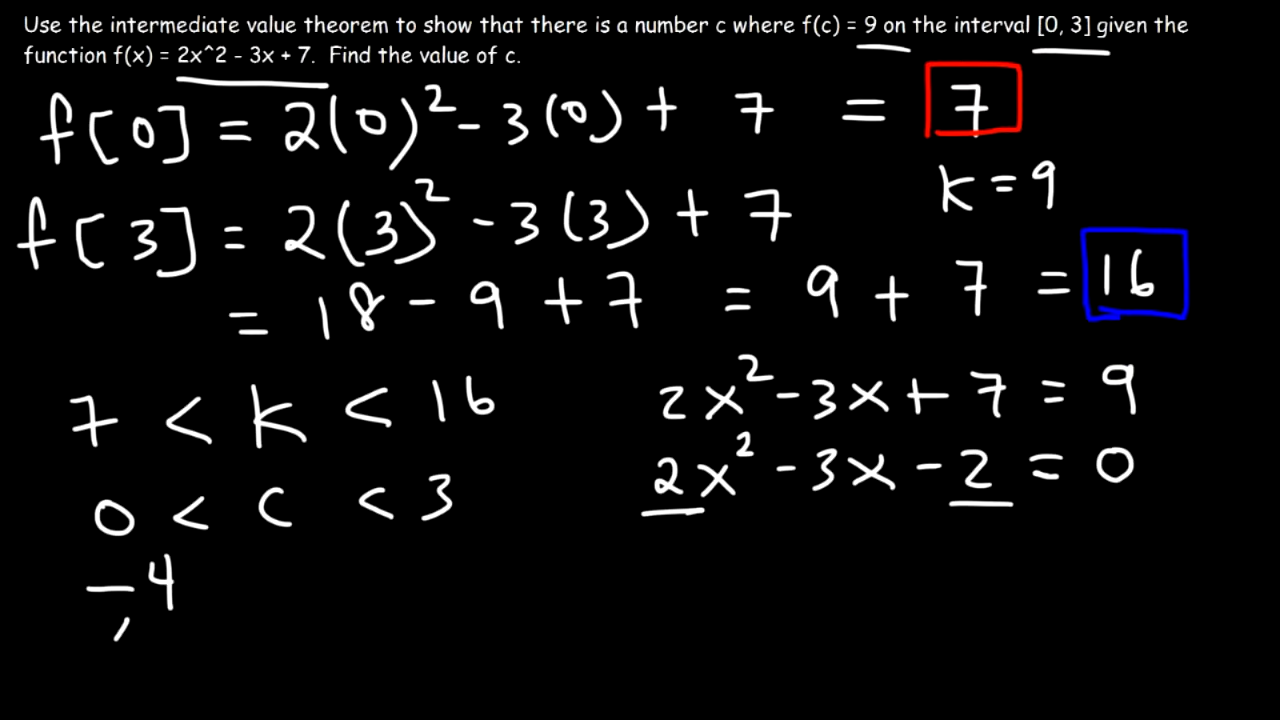 Use the intermediate value theorem to show that there is a number c where f(c) = 9 on the interval [0, 3] given the
function f(x) = 2x^2 - 3x + 7. Find the value of c.
f[0] = 2(0)² - 3(0) + 7 = 7
k = 9
f[3] = 2(3)² - 3(3) + 7
= 18 - 9 + 7 = 9 + 7 = 16
7 < k < 16
2x² - 3x + 7 = 9
2x² - 3x - 2 = 0
0 < c < 3
-4